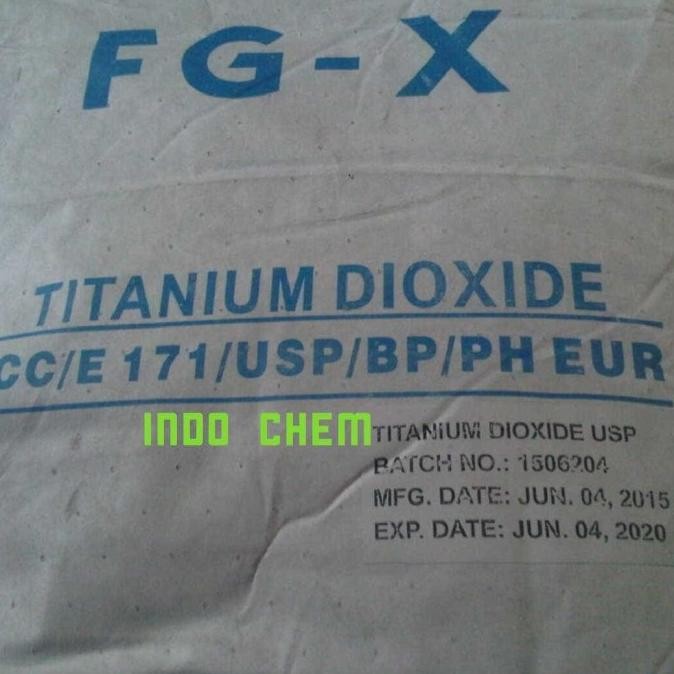 FG-X
TITANIUM DIOXIDE
CC/E 171/USP/BP/PH EUR
INDO CHEM
TITANIUM DIOXIDE USP
BATCH NO.: 1506204
MFG. DATE: JUN. 04, 2015
EXP. DATE: JUN. 04, 2020